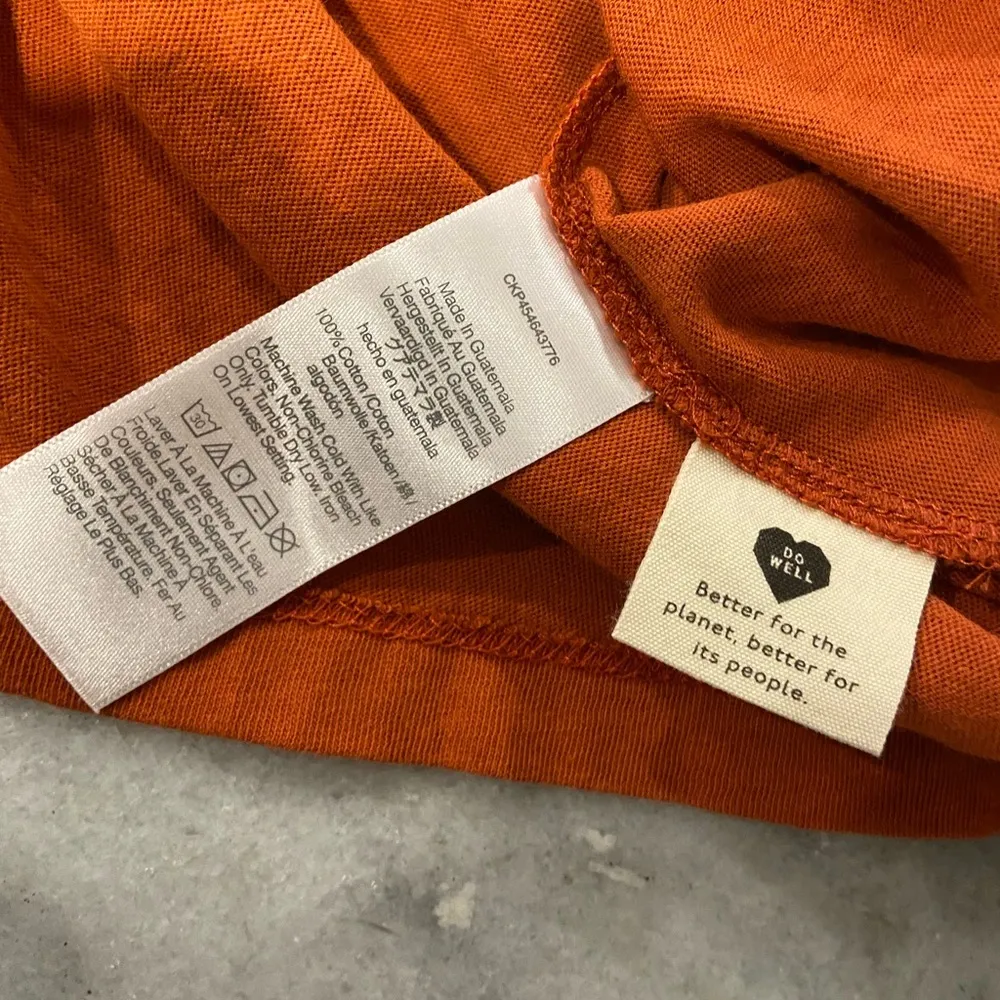 CKP454643776
Made In Guatemala
Fabriqué Au Guatemala
Hergestellt In Guatemala
Vervaardigd In Guatemala
グアテマラ製
hecho en guatemala
100% Cotton/Coton
Baumwolle/Katoen/綿/
algodón
Machine Wash Cold With Like
Colors. Non-Chlorine Bleach
Only. Tumble Dry Low. Iron
On Lowest Setting.
30
Laver À La Machine À L'eau
Froide.Laver En Séparant Les
Couleurs. Seulement Agent
De Blanchiment Non-Chlore.
Sécher À La Machine À
Basse Température. Fer Au
Réglage Le Plus Bas.
DO
WELL
Better for the
planet, better for
its people.